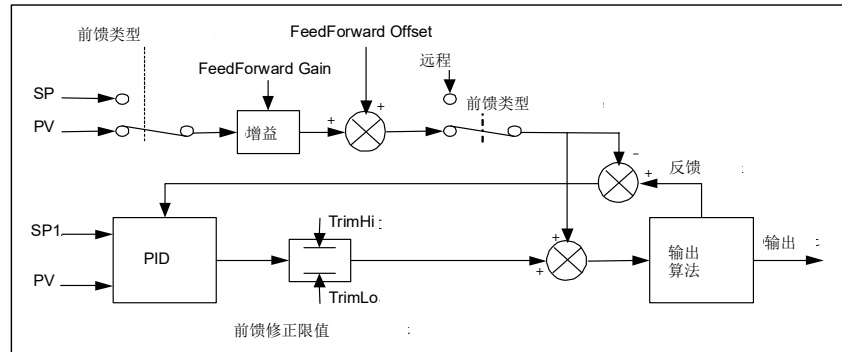 前馈类型
FeedForward Offset
FeedForward Gain
远程
SP
前馈类型
PV
增益
+
+
-
+
反馈
SP1
TrimHi
PID
+
+
输出
算法
输出
PV
TrimLo
前馈修正限值